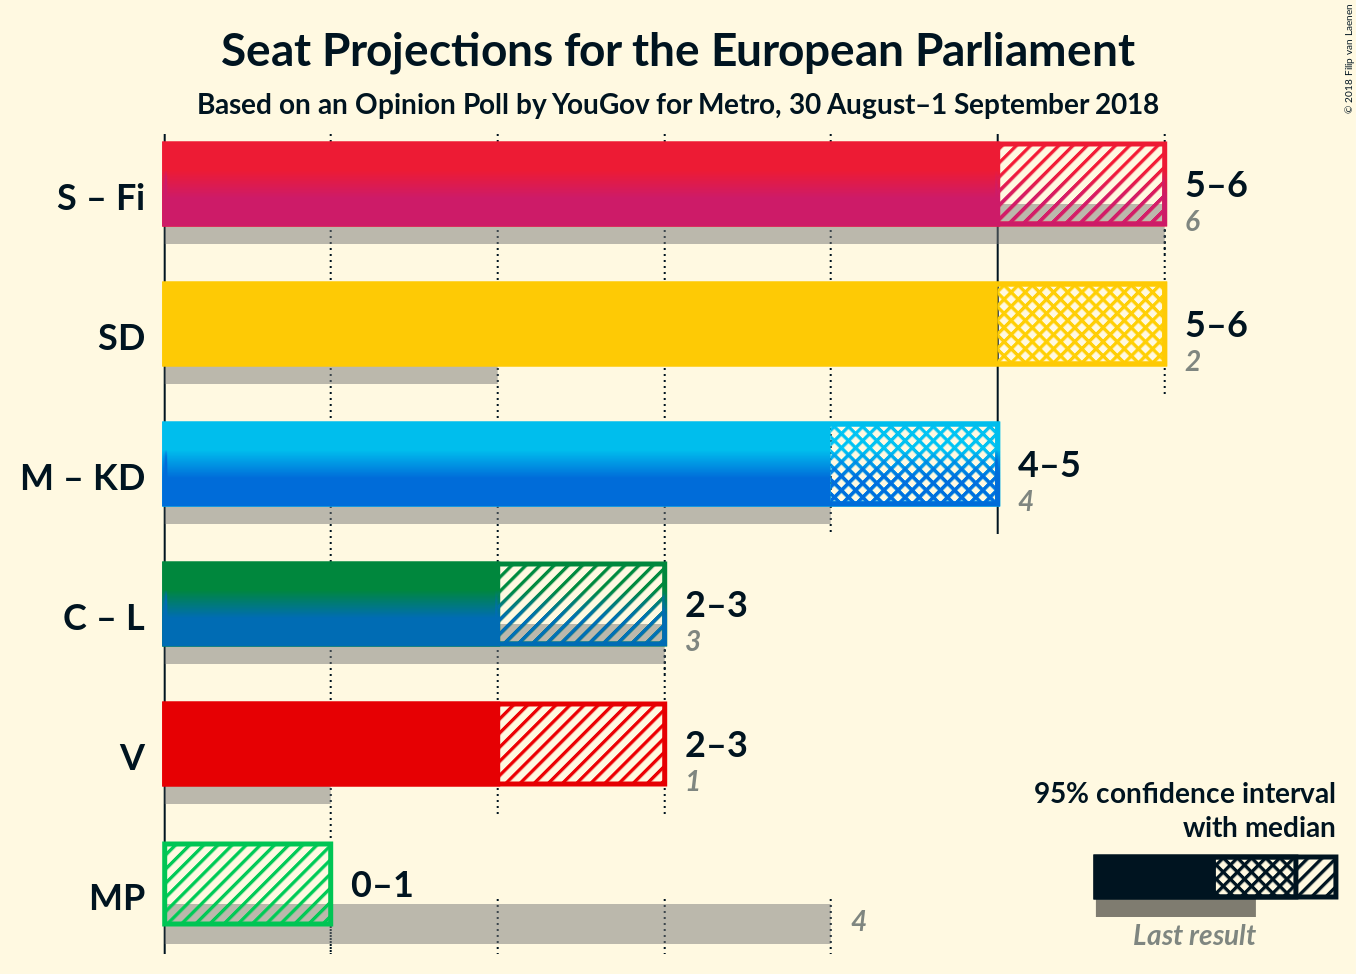 Seat Projections for the European Parliament
Based on an Opinion Poll by YouGov for Metro, 30 August–1 September 2018
© 2018 Filip van Laenen
S – Fi
5–6
6
SD
5–6
2
M – KD
4–5
4
C – L
2–3
3
V
2–3
1
MP
0–1
4
95% confidence interval
with median
Last result